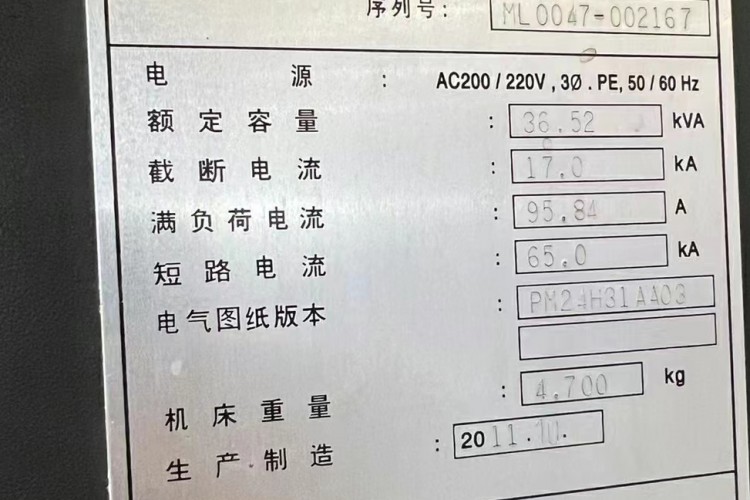 序列号: ML0047-002167
电源: AC200/220V, 3Ø. PE, 50/60 Hz
额定容量: 36.52 kVA
截断电流: 17.0 kA
满负荷电流: 95.84 A
短路电流: 65.0 kA
电气图纸版本: PM24H31AA03
机床重量: 4,700 kg
生产制造: 2011.10.